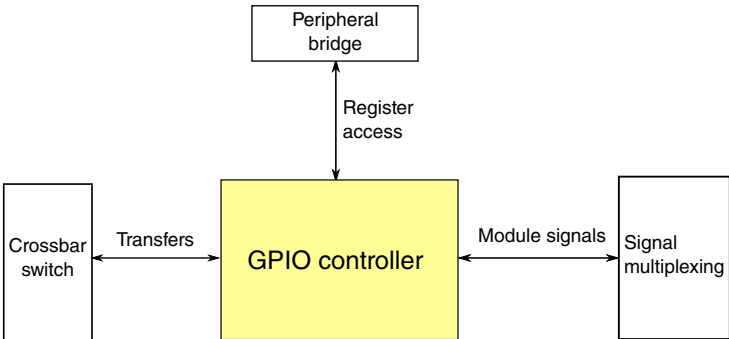 Peripheral
bridge
Register
access
Crossbar
switch
Transfers
GPIO controller
Module signals
Signal
multiplexing